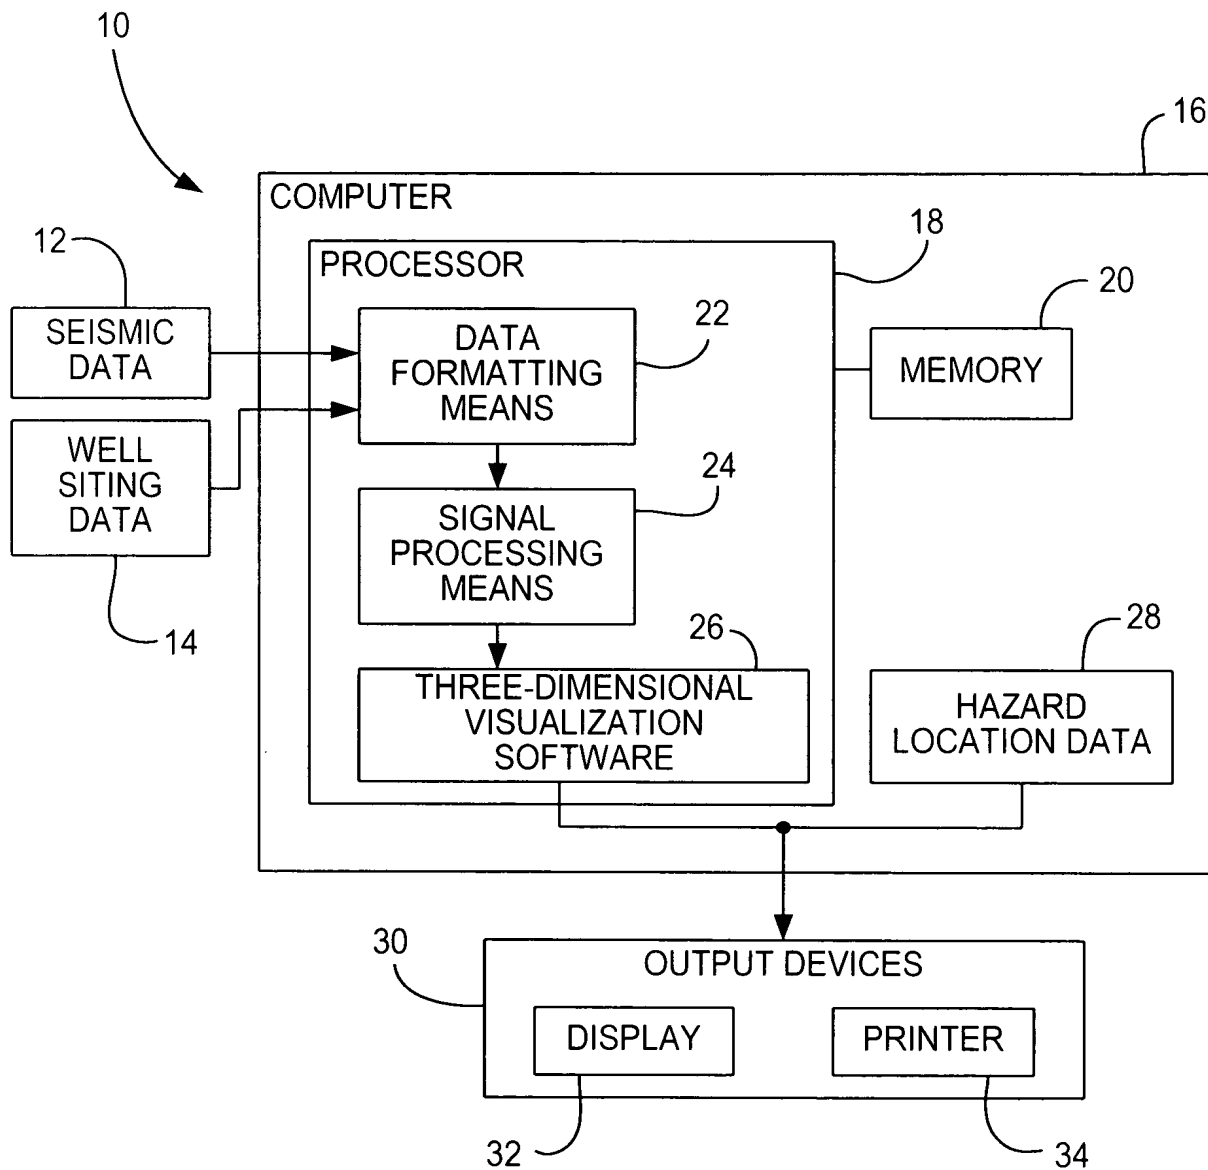 10
16
COMPUTER
18
PROCESSOR
12
20
SEISMIC
DATA
DATA
FORMATTING
MEANS
22
MEMORY
WELL
SITING
DATA
24
SIGNAL
PROCESSING
MEANS
14
26
28
THREE-DIMENSIONAL
VISUALIZATION
SOFTWARE
HAZARD
LOCATION DATA
30
OUTPUT DEVICES
DISPLAY
PRINTER
32
34